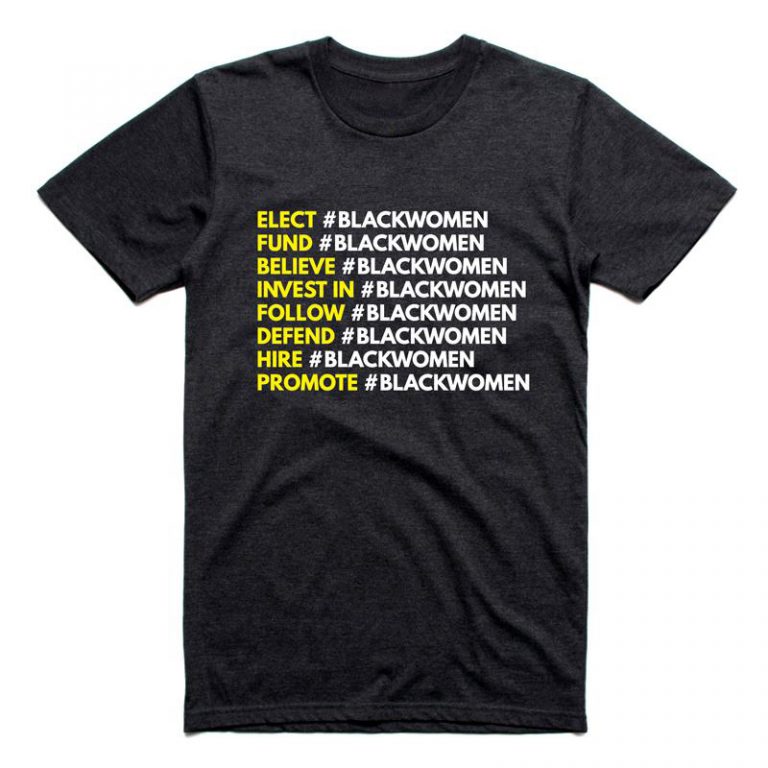 ELECT #BLACKWOMEN
FUND #BLACKWOMEN
BELIEVE #BLACKWOMEN
INVEST IN #BLACKWOMEN
FOLLOW #BLACKWOMEN
DEFEND #BLACKWOMEN
HIRE #BLACKWOMEN
PROMOTE #BLACKWOMEN